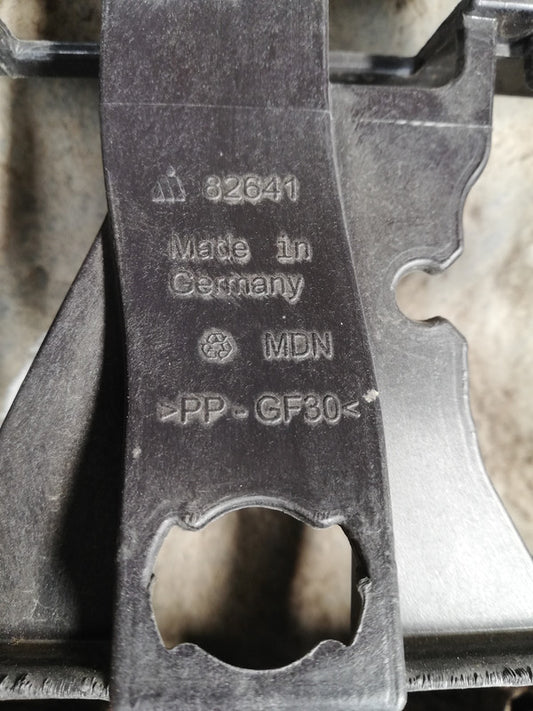 82641
Made in
Germany
MDN
>PP-GF30<